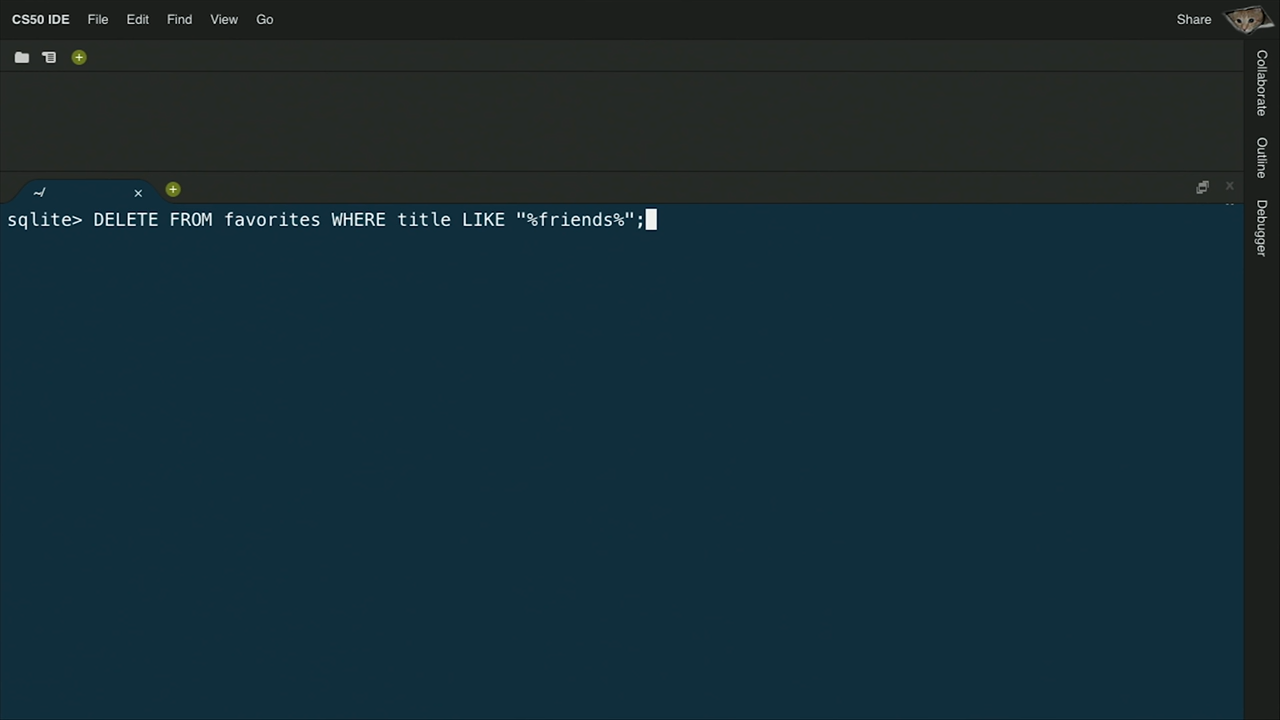 CS50 IDE File Edit Find View Go Share
~/
sqlite> DELETE FROM favorites WHERE title LIKE "%friends%";
Collaborate
Outline
Debugger